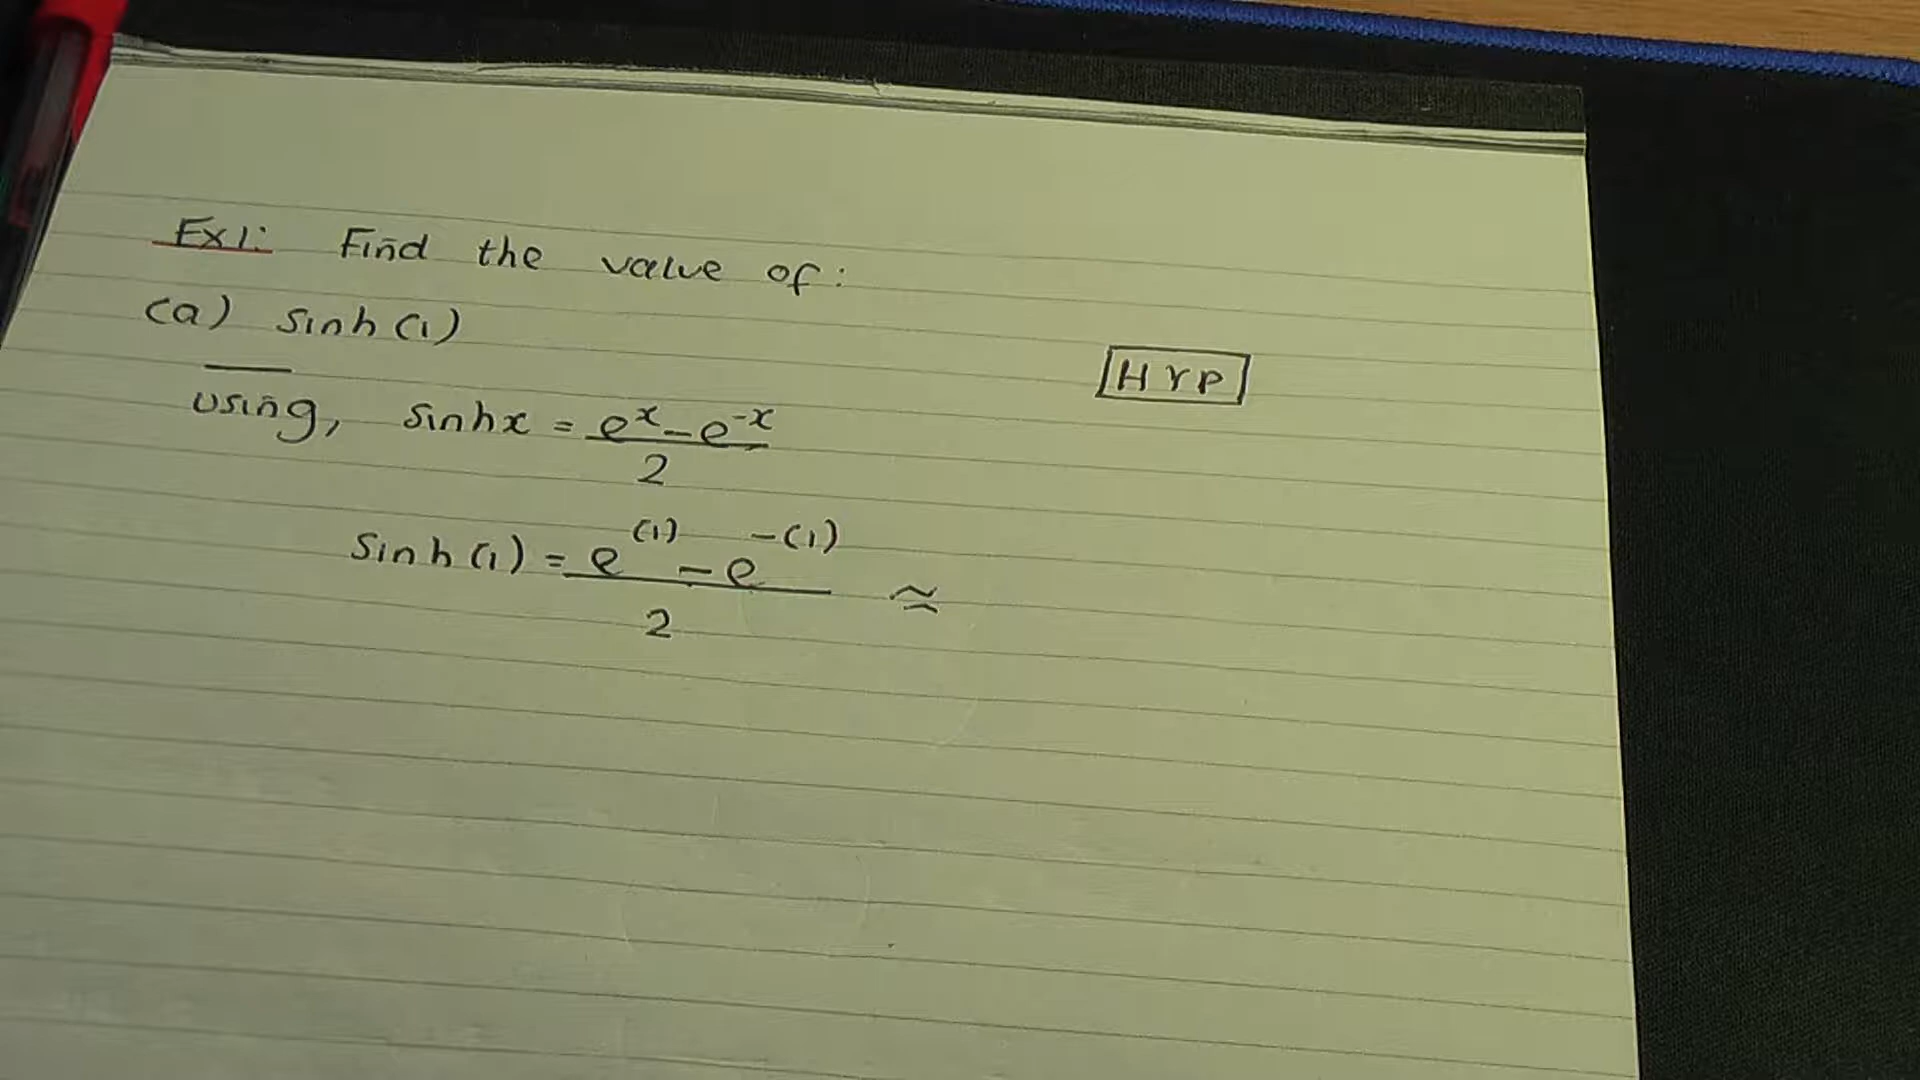 Ex1: Find the value of:
(a) sinh(1)
HYP
using, sinhx = e^x - e^-x / 2
sinh(1) = e^(1) - e^-(1) / 2 ≈